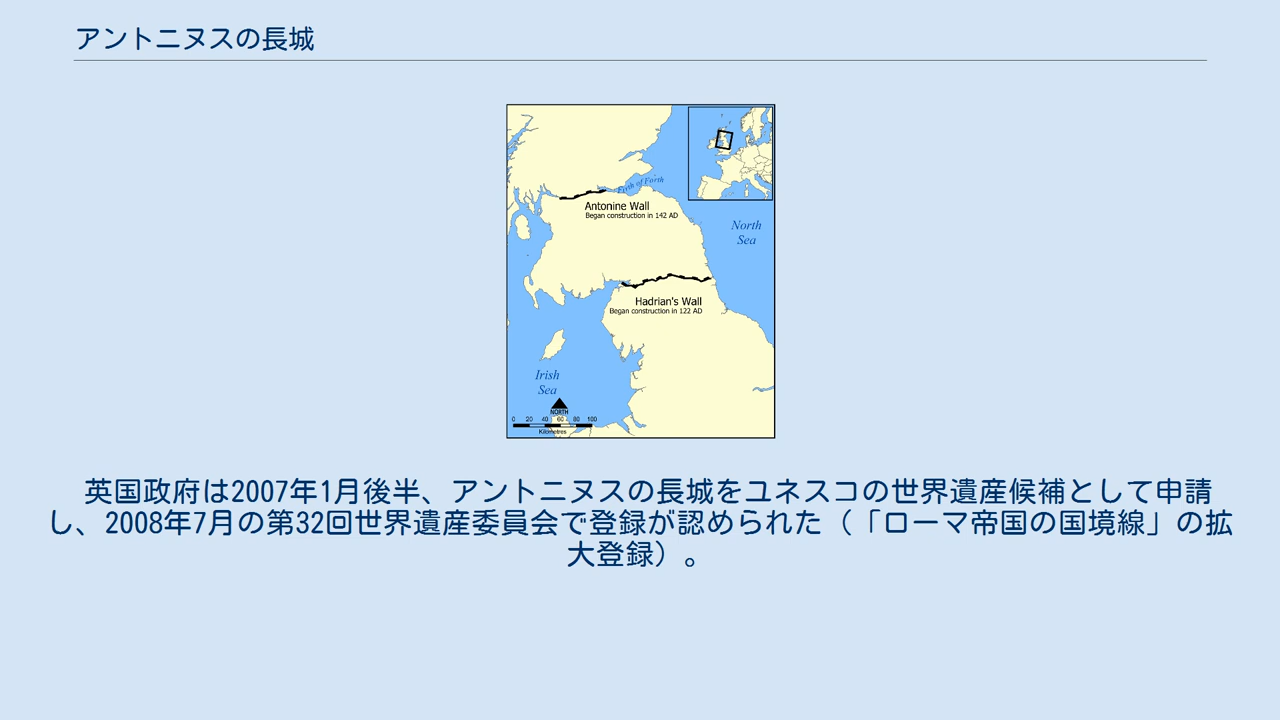 アントニヌスの長城
Firth of Forth
Antonine Wall
Began construction in 142 AD
North
Sea
Hadrian's Wall
Began construction in 122 AD
Irish
Sea
NORTH
0 20 40 60 80 100
Kilometres
英国政府は2007年1月後半、アントニヌスの長城をユネスコの世界遺産候補として申請
し、2008年7月の第32回世界遺産委員会で登録が認められた（「ローマ帝国の国境線」の拡
大登録）。